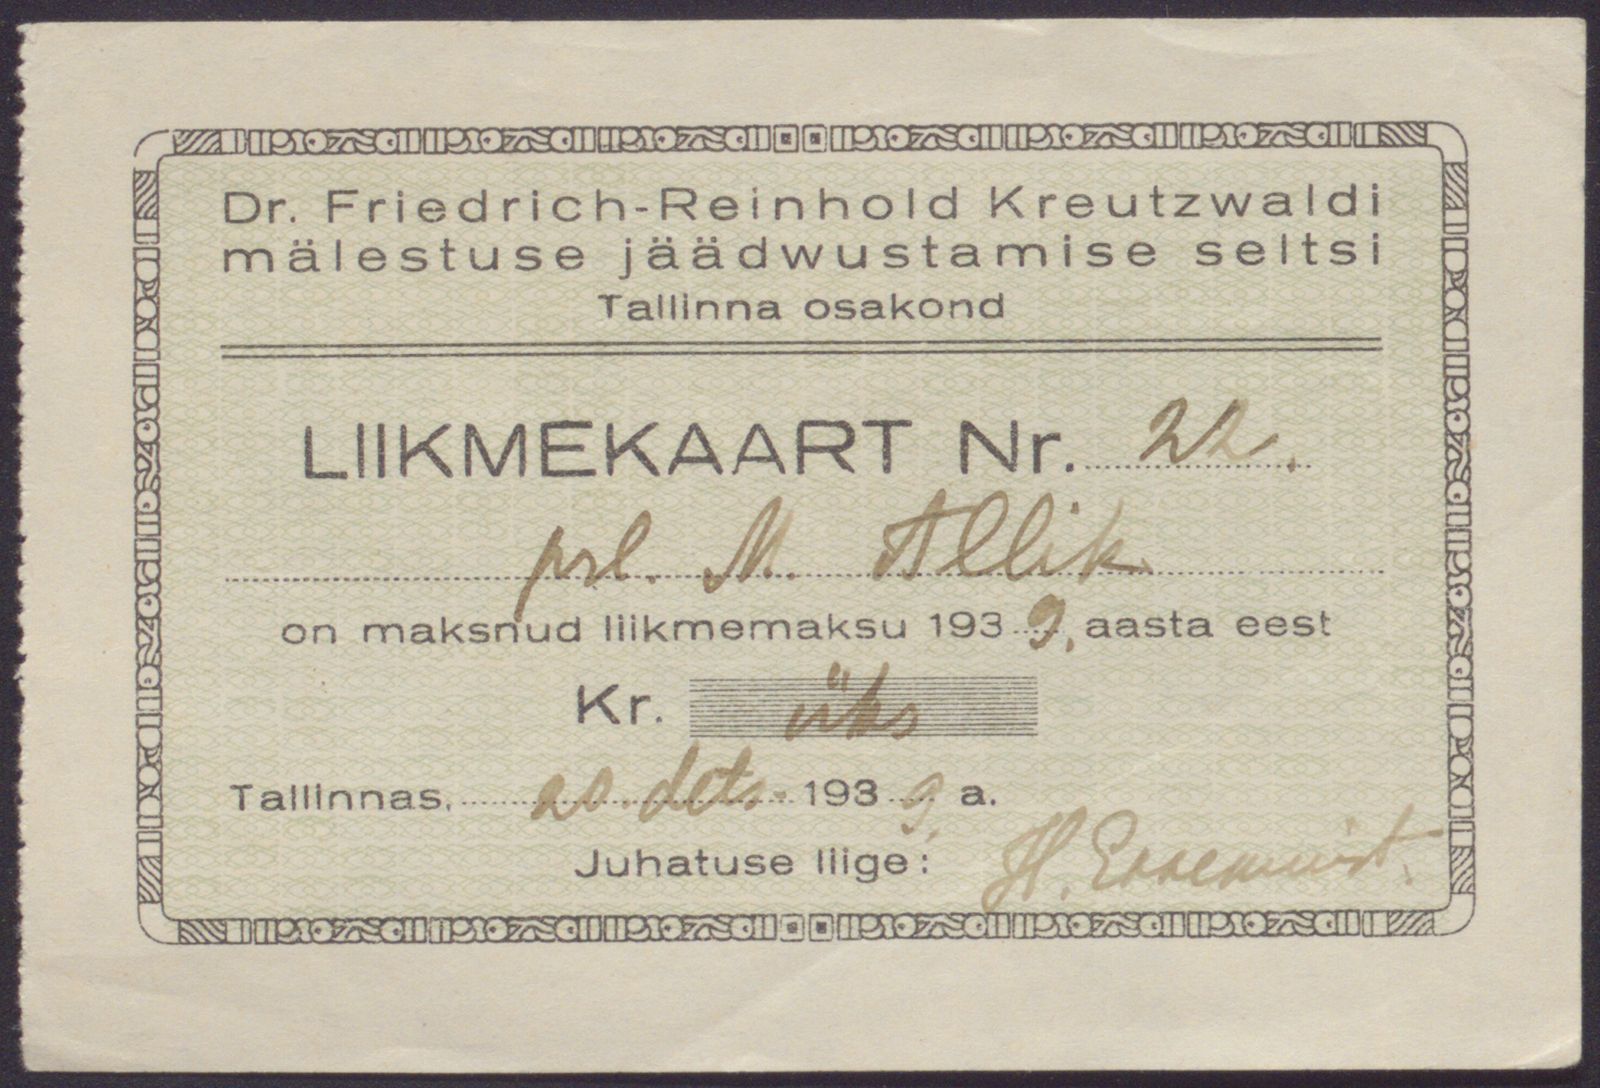 Dr. Friedrich-Reinhold Kreutzwaldi
mälestuse jäädwustamise seltsi
Tallinna osakond
LIIKMEKAART Nr. 22.
prl. M. Allik
on maksnud liikmemaksu 1939. aasta eest
Kr. üks
Tallinnas, 20. dets. 1939. a.
Juhatuse liige: H.